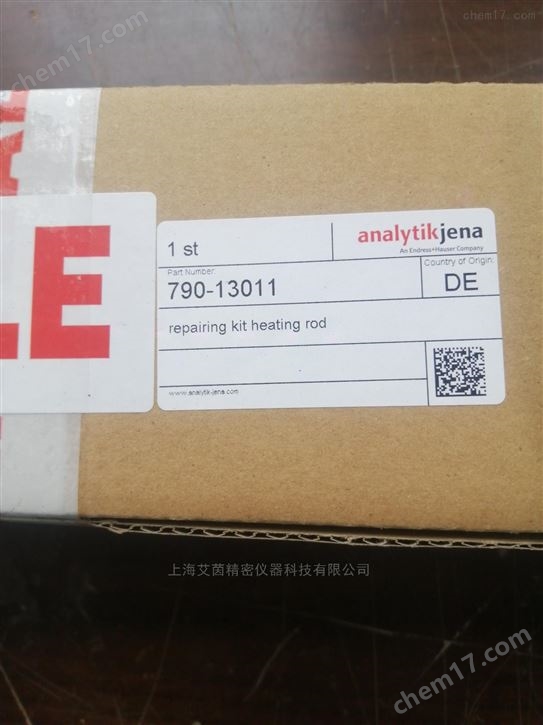 chem17.com
1 st
analytikjena
An Endress+Hauser Company
Part Number:
790-13011
Country of Origin:
DE
repairing kit heating rod
www.analytik-jena.com
LE
上海艾茵精密仪器科技有限公司
chem17.com